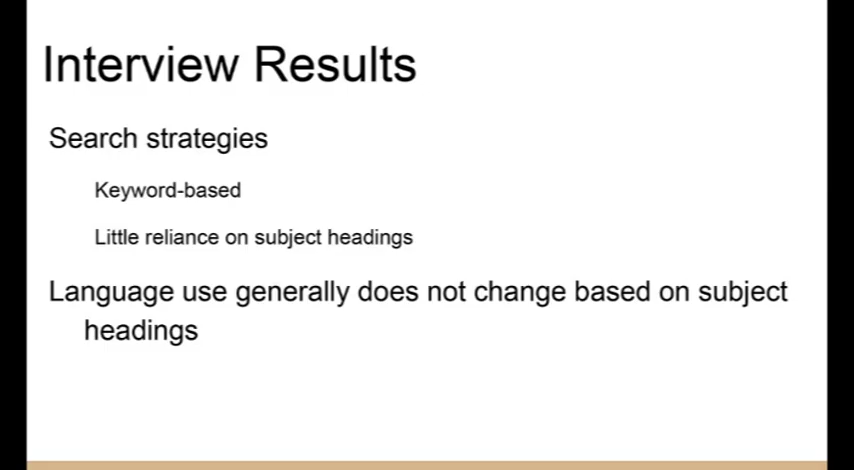 Interview Results
Search strategies
Keyword-based
Little reliance on subject headings
Language use generally does not change based on subject
headings